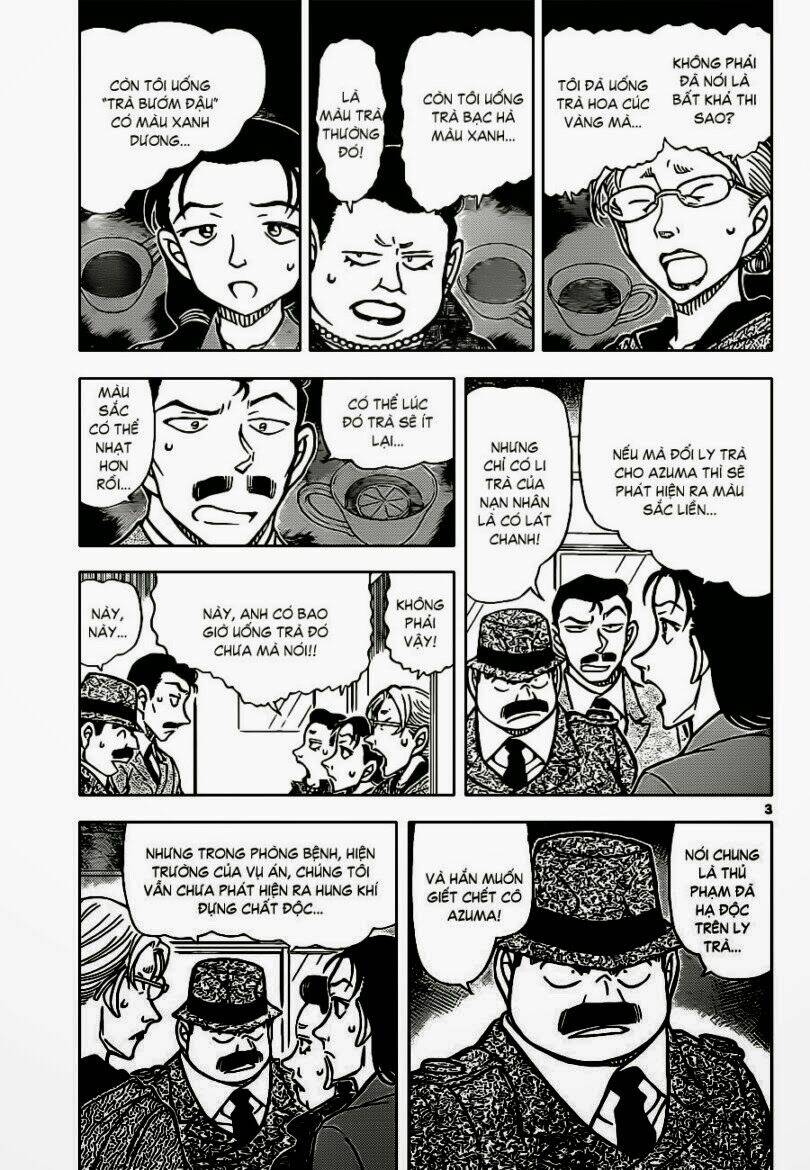 KHÔNG PHẢI
ĐÃ NÓI LÀ
BẤT KHẢ THI
SAO?
TÔI ĐÃ UỐNG
TRÀ HOA CÚC
VÀNG MÀ...
CÒN TÔI UỐNG
TRÀ BẠC HÀ
MÀU XANH...
LÀ
MÀU TRÀ
THƯỜNG
ĐÓ!
CÒN TÔI UỐNG
"TRÀ BƯỚM ĐẬU"
CÓ MÀU XANH
DƯƠNG...
NẾU MÀ ĐỔI LY TRÀ
CHO AZUMA THÌ SẼ
PHÁT HIỆN RA MÀU
SẮC LIỀN...
NHƯNG
CHỈ CÓ LI
TRÀ CỦA
NẠN NHÂN
LÀ CÓ LÁT
CHANH!
CÓ THỂ LÚC
ĐÓ TRÀ SẼ ÍT
LẠI...
MÀU
SẮC
CÓ THỂ
NHẠT
HƠN
RỒI...
KHÔNG
PHẢI
VẬY!
NÀY, ANH CÓ BAO
GIỜ UỐNG TRÀ ĐÓ
CHƯA MÀ NÓI!!
NÀY,
NÀY...
3
NÓI CHUNG
LÀ THỦ
PHẠM ĐÃ
HẠ ĐỘC
TRÊN LY
TRÀ...
VÀ HẮN MUỐN
GIẾT CHẾT CÔ
AZUMA!
NHƯNG TRONG PHÒNG BỆNH, HIỆN
TRƯỜNG CỦA VỤ ÁN, CHÚNG TÔI
VẪN CHƯA PHÁT HIỆN RA HUNG KHÍ
ĐỰNG CHẤT ĐỘC...